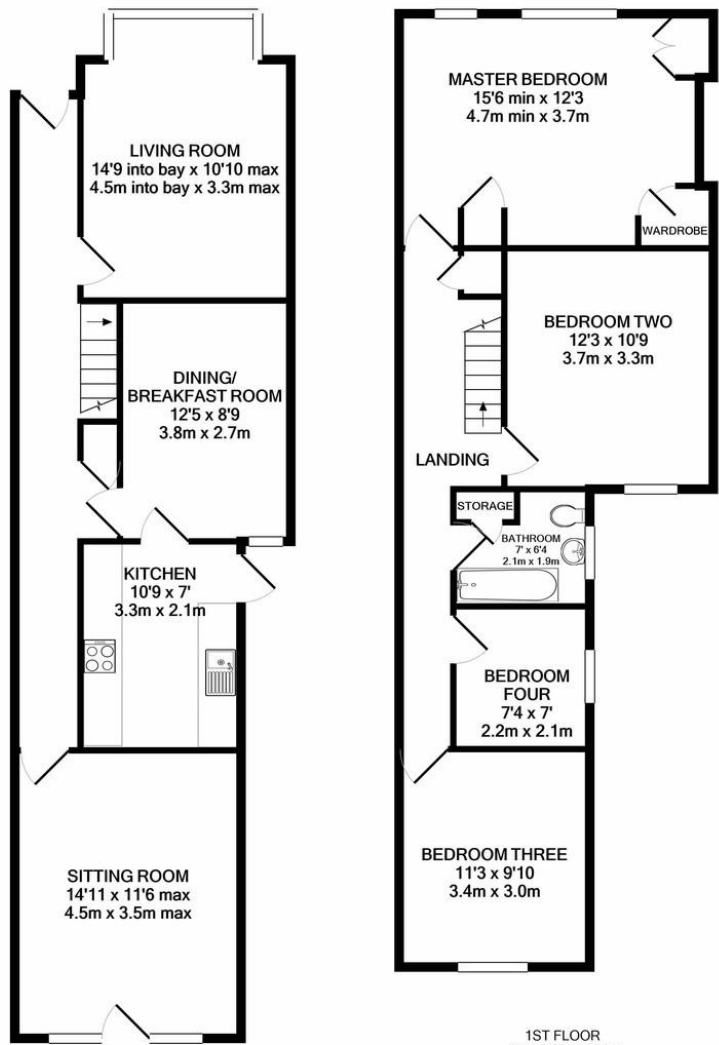 LIVING ROOM
14'9 into bay x 10'10 max
4.5m into bay x 3.3m max
DINING/
BREAKFAST ROOM
12'5 x 8'9
3.8m x 2.7m
KITCHEN
10'9 x 7'
3.3m x 2.1m
SITTING ROOM
14'11 x 11'6 max
4.5m x 3.5m max
MASTER BEDROOM
15'6 min x 12'3
4.7m min x 3.7m
WARDROBE
BEDROOM TWO
12'3 x 10'9
3.7m x 3.3m
LANDING
STORAGE
BATHROOM
7' x 6'4
2.1m x 1.9m
BEDROOM
FOUR
7'4 x 7'
2.2m x 2.1m
BEDROOM THREE
11'3 x 9'10
3.4m x 3.0m
1ST FLOOR